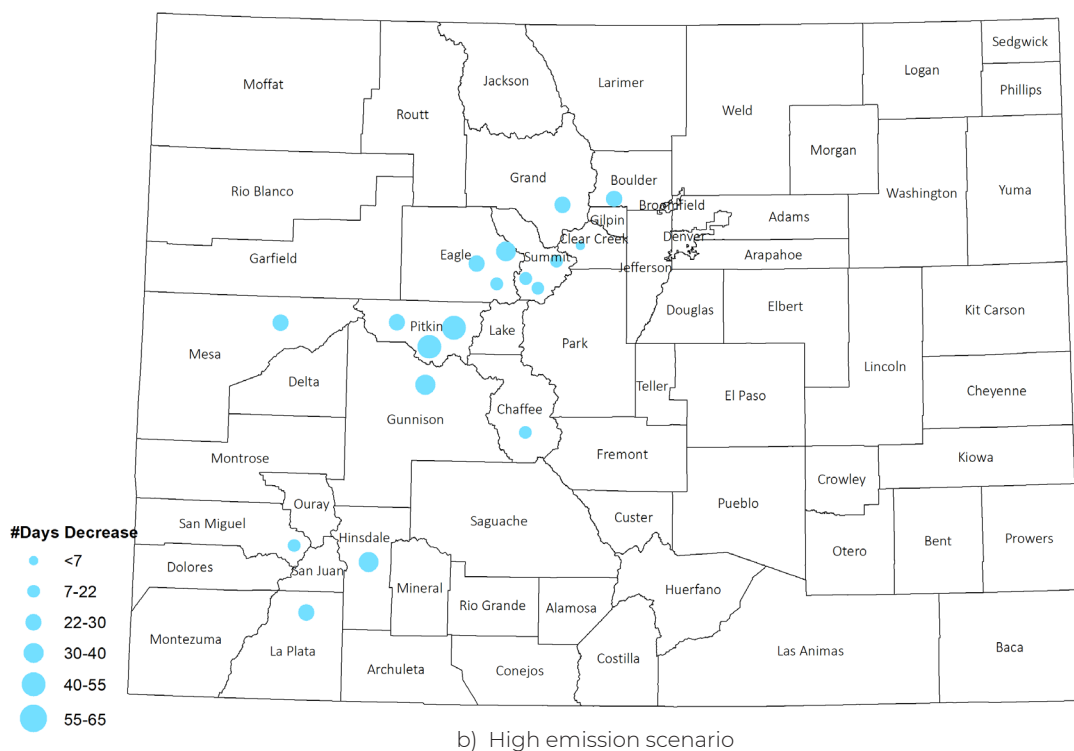 Sedgwick
Logan
Jackson
Larimer
Moffat
Phillips
Routt
Weld
Morgan
Grand
Boulder
Rio Blanco
Washington
Yuma
Broomfield
Gilpin
Adams
Clear Creek
Denver
Eagle
Summit
Garfield
Arapahoe
Jefferson
Douglas
Elbert
Kit Carson
Pitkin
Lake
Park
Mesa
Lincoln
Delta
Teller
El Paso
Cheyenne
Chaffee
Gunnison
Fremont
Montrose
Kiowa
Crowley
Ouray
Pueblo
San Miguel
Saguache
Custer
#Days Decrease
Hinsdale
Otero
Bent
Prowers
<7
Dolores
San Juan
Mineral
Huerfano
7-22
Rio Grande
Alamosa
22-30
Montezuma
La Plata
Costilla
Las Animas
Baca
30-40
Archuleta
Conejos
40-55
55-65
b) High emission scenario